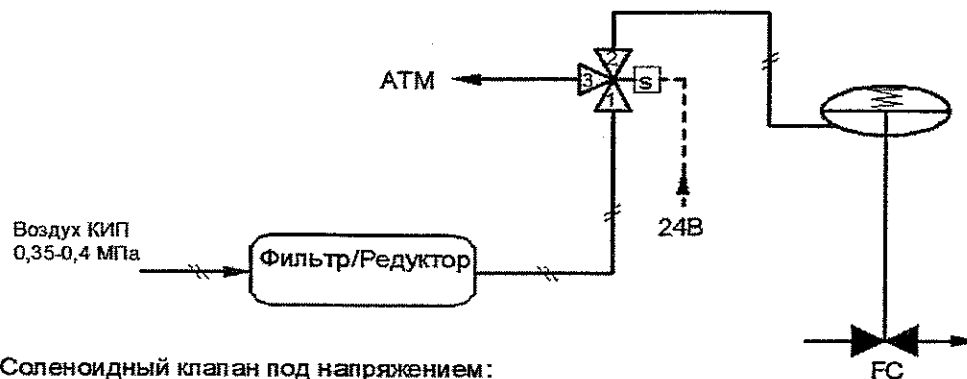 2
АТМ
3
S
1
24В
Воздух КИП
0,35-0,4 МПа
Фильтр/Редуктор
Соленоидный клапан под напряжением:
FC